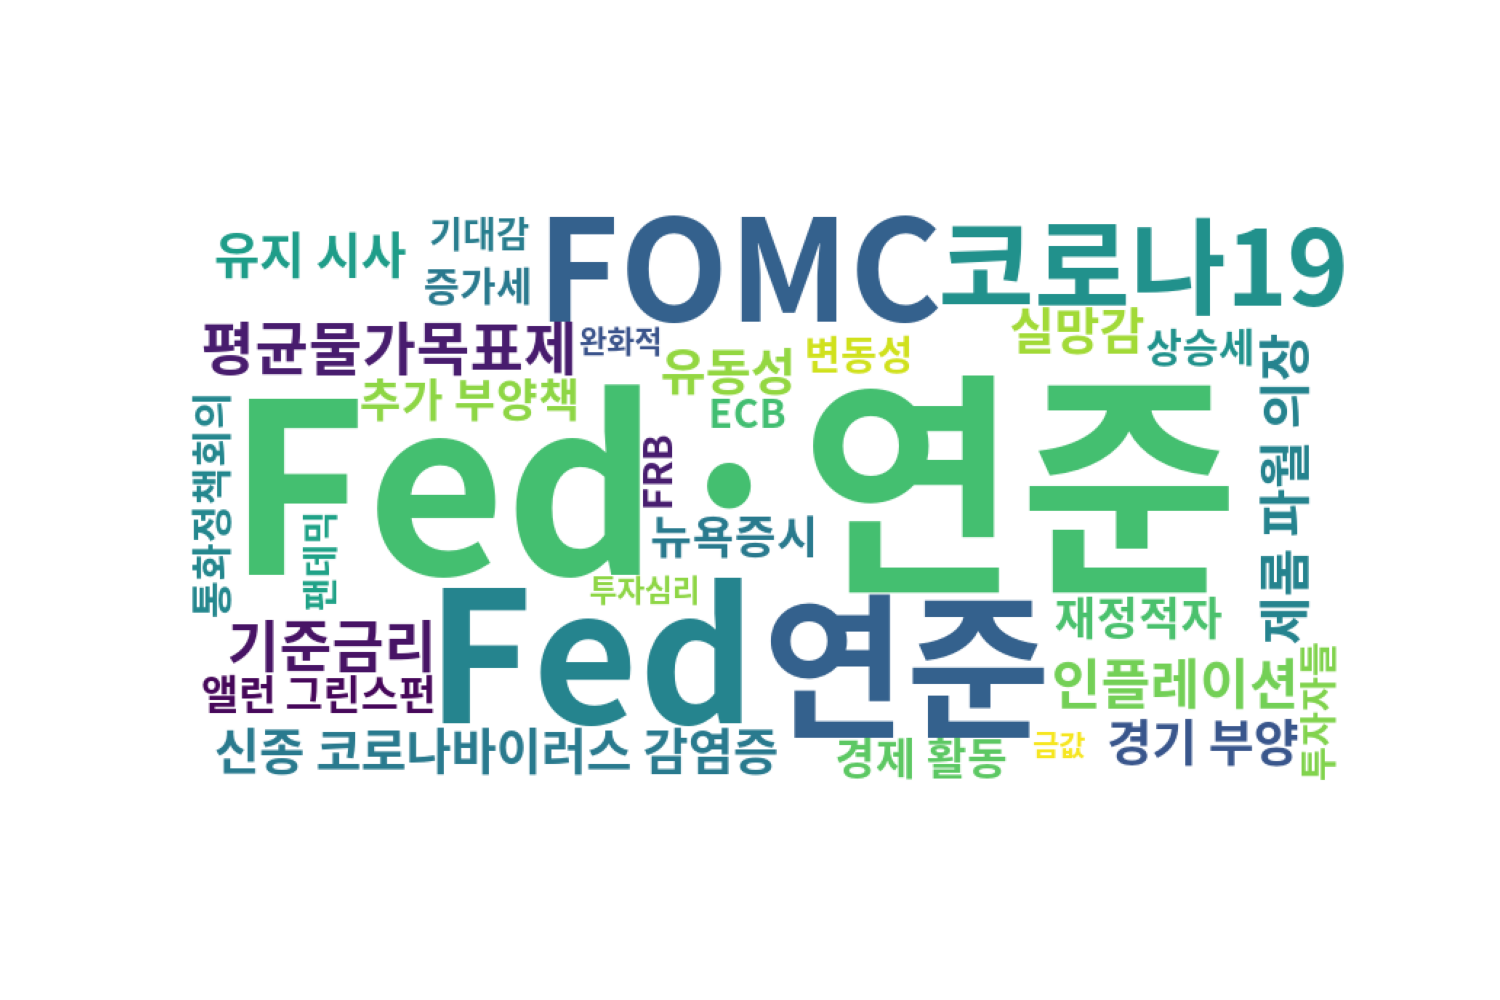 유지 시사
기대감
증가세
FOMC
코로나19
평균물가목표제
완화적
유동성
변동성
실망감
상승세
추가 부양책
ECB
Fed·연준
FRB
통화정책회의
팬데믹
뉴욕증시
제롬 파월 의장
투자심리
Fed
연준
재정적자
기준금리
앨런 그린스펀
인플레이션
투자자들
신종 코로나바이러스 감염증
경제 활동
금값
경기 부양